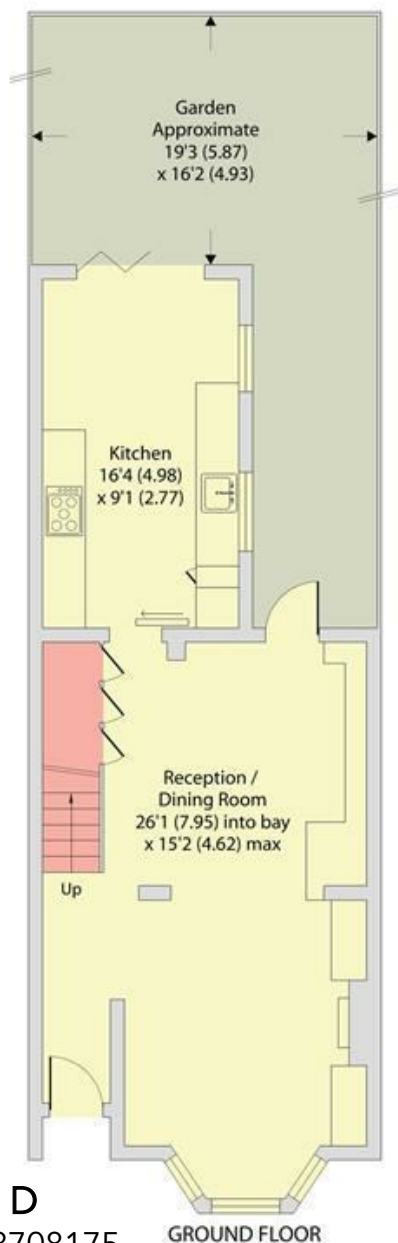 Garden
Approximate
19'3 (5.87)
x 16'2 (4.93)
Kitchen
16'4 (4.98)
x 9'1 (2.77)
Reception /
Dining Room
26'1 (7.95) into bay
x 15'2 (4.62) max
Up
D
8708175
GROUND FLOOR